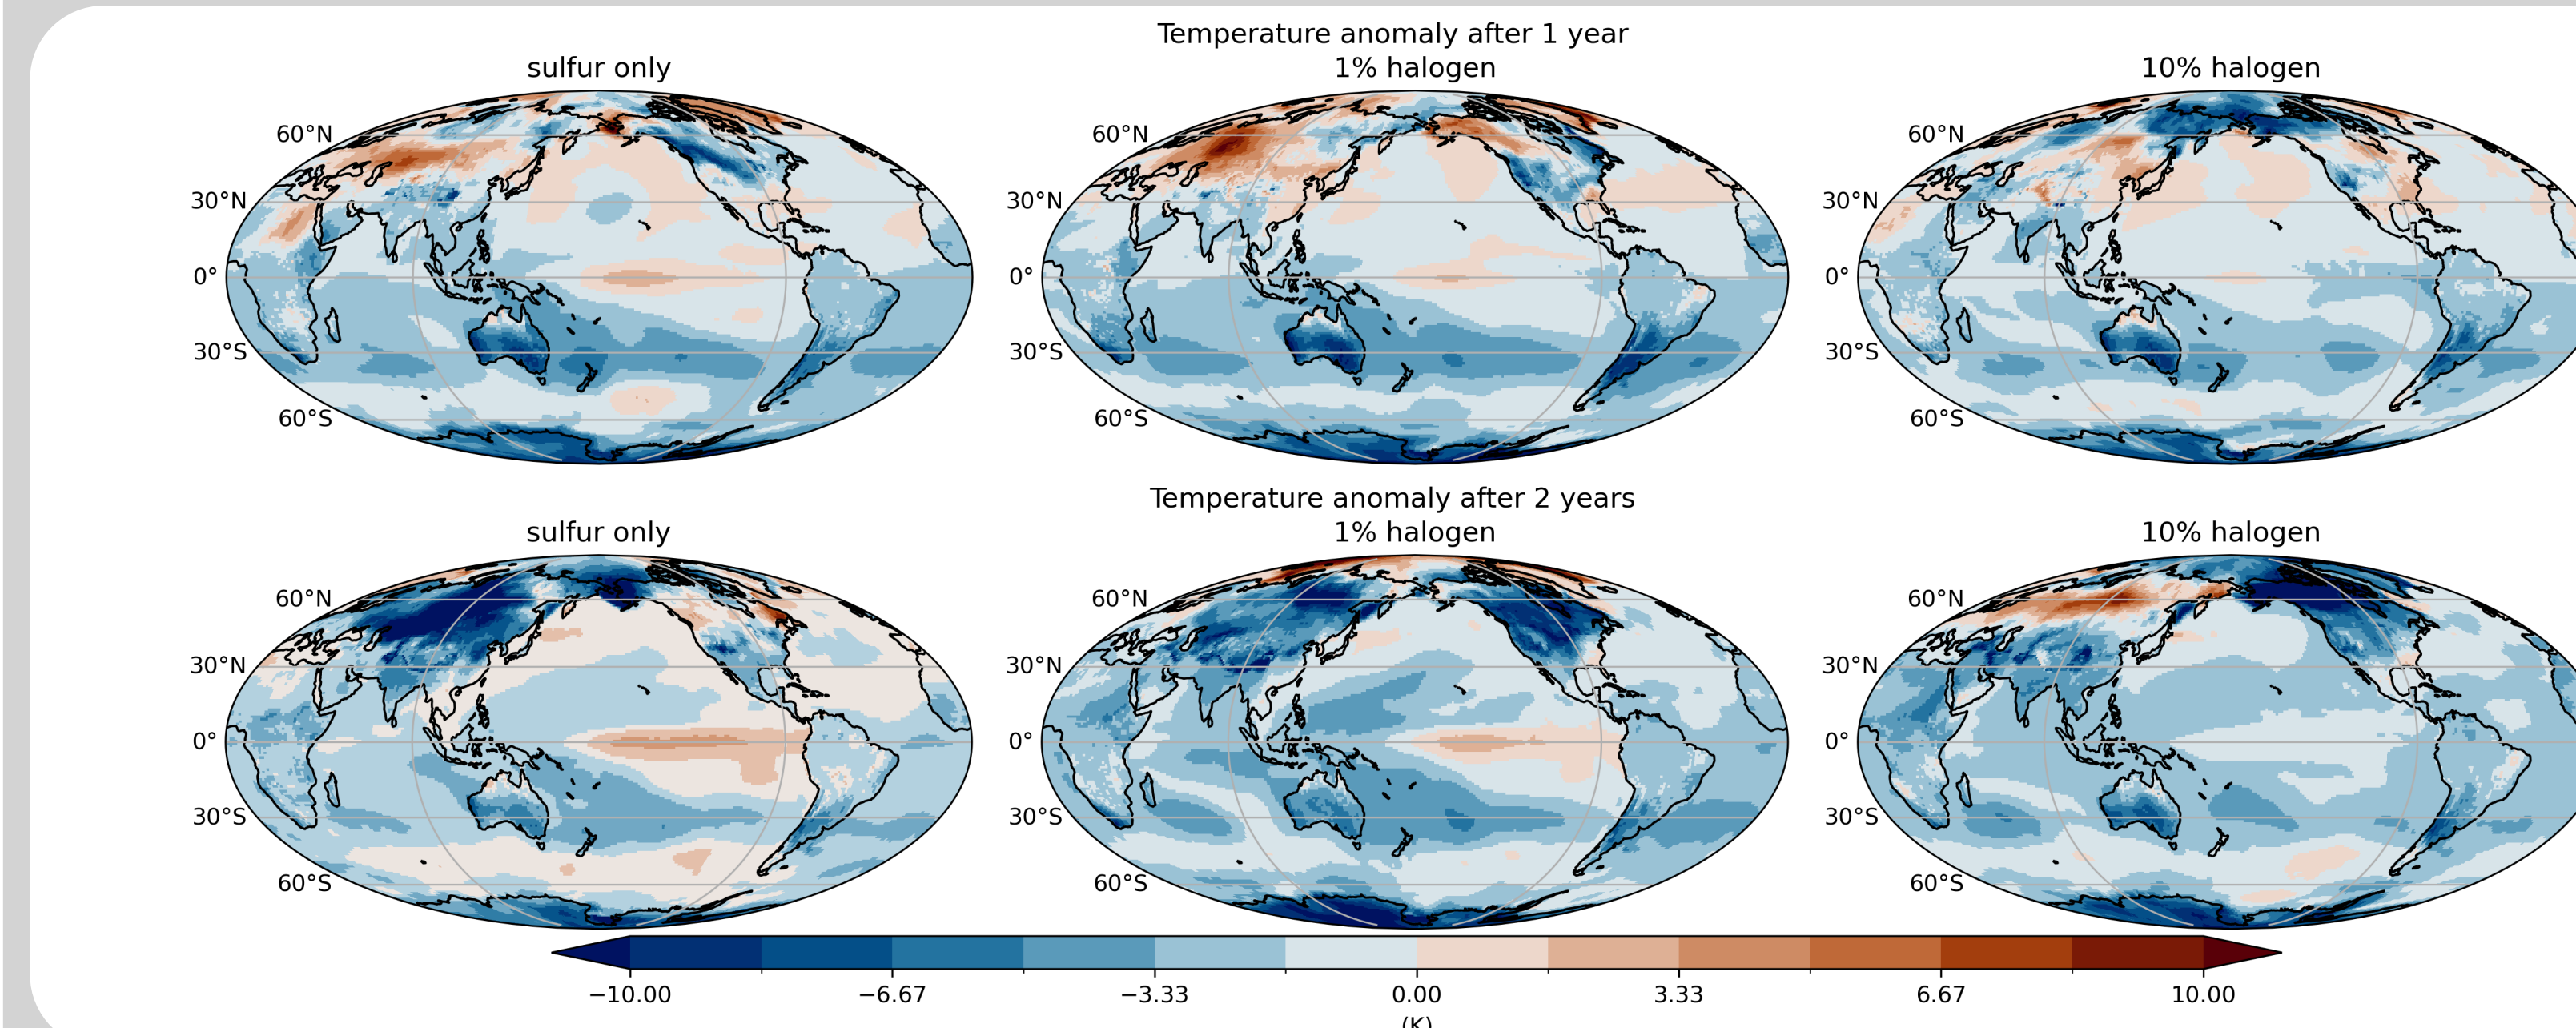 Temperature anomaly after 1 year
sulfur only 1% halogen 10% halogen
60°N 60°N 60°N
30°N 30°N 30°N
0° 0° 0°
30°S 30°S 30°S
60°S 60°S 60°S
Temperature anomaly after 2 years
sulfur only 1% halogen 10% halogen
60°N 60°N 60°N
30°N 30°N 30°N
0° 0° 0°
30°S 30°S 30°S
60°S 60°S 60°S
−10.00 −6.67 −3.33 0.00 3.33 6.67 10.00
(K)